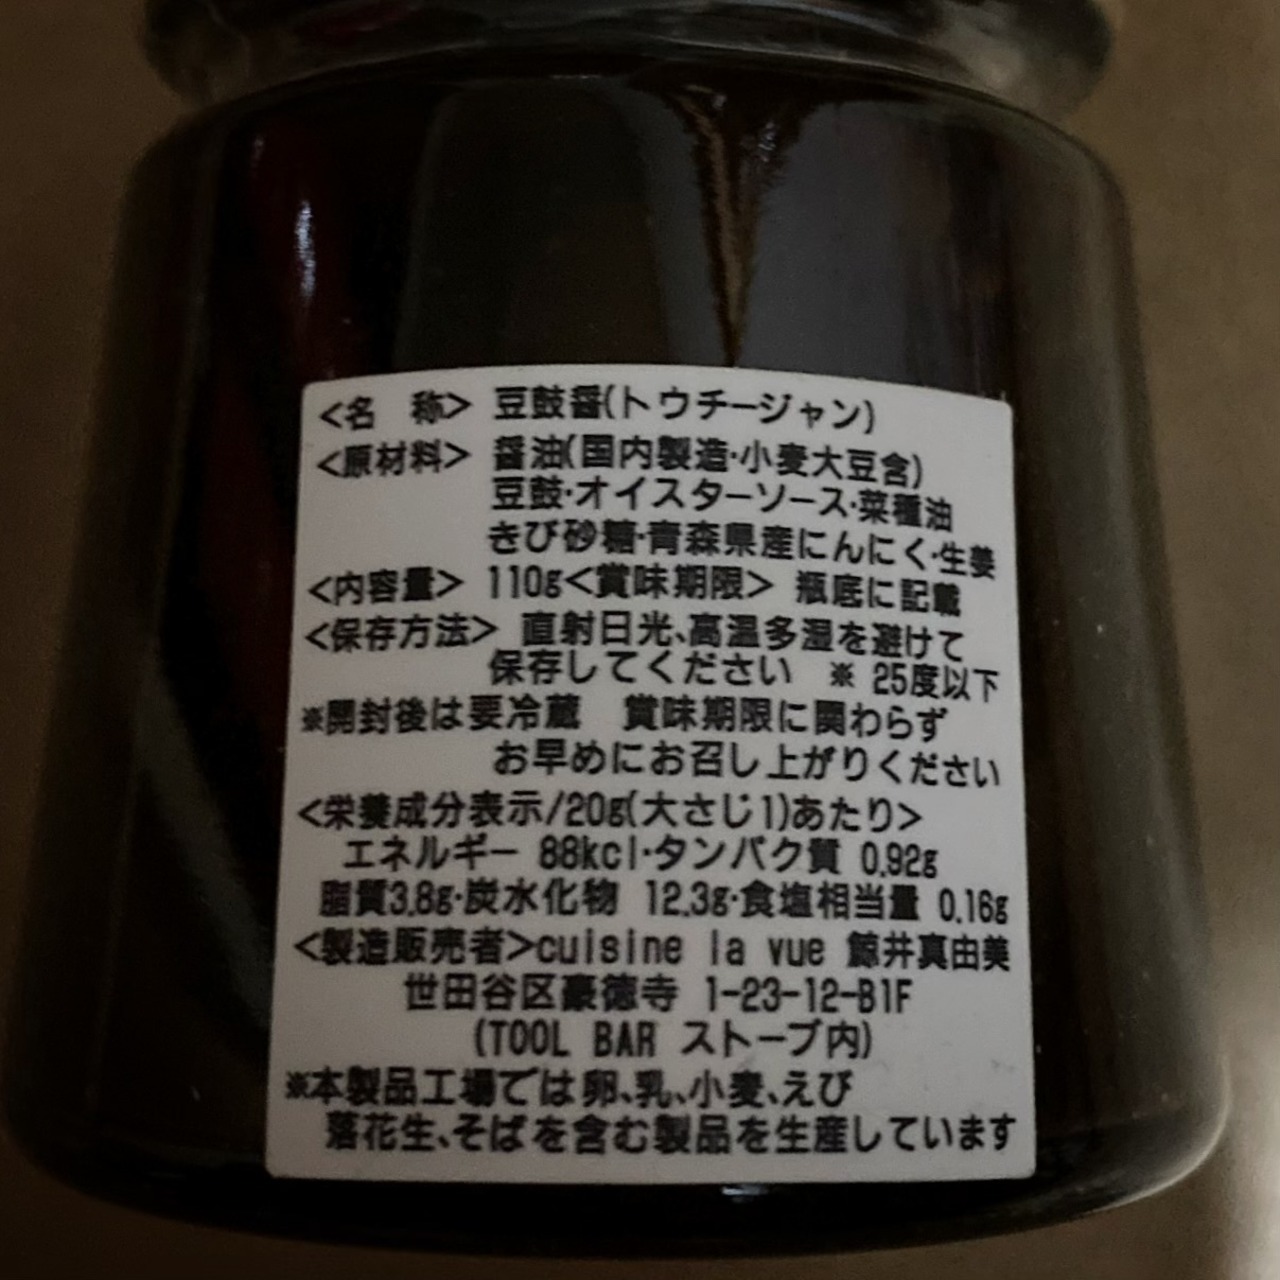 <名　称> 豆鼓醤(トウチージャン)
<原材料> 醤油(国内製造・小麦大豆含)
豆鼓・オイスターソース・菜種油
きび砂糖・青森県産にんにく・生姜
<内容量> 110g<賞味期限> 瓶底に記載
<保存方法> 直射日光、高温多湿を避けて
保存してください ※ 25度以下
※開封後は要冷蔵　賞味期限に関わらず
お早めにお召し上がりください
<栄養成分表示/20g(大さじ1)あたり>
エネルギー 88kcl・タンパク質 0.92g
脂質3.8g・炭水化物 12.3g・食塩相当量 0.16g
<製造販売者>cuisine la vue 鯨井真由美
世田谷区豪徳寺 1-23-12-B1F
(TOOL BAR ストーブ内)
※本製品工場では卵、乳、小麦、えび
落花生、そばを含む製品を生産しています